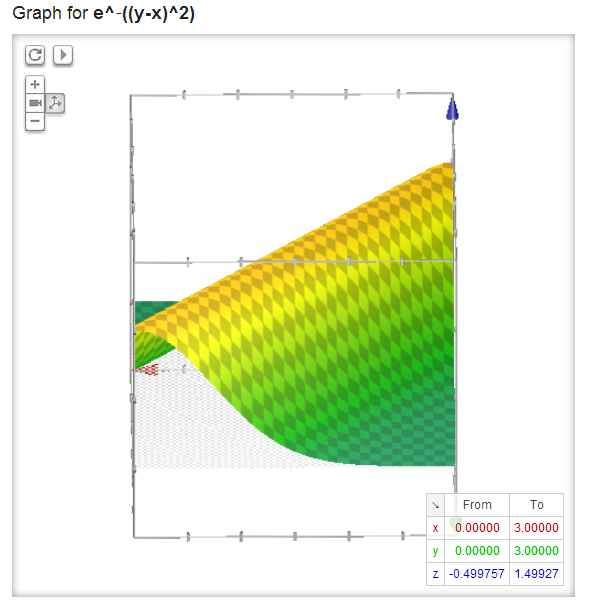 Graph for e^-((y-x)^2)
From To
x 0.00000 3.00000
y 0.00000 3.00000
z -0.499757 1.49927